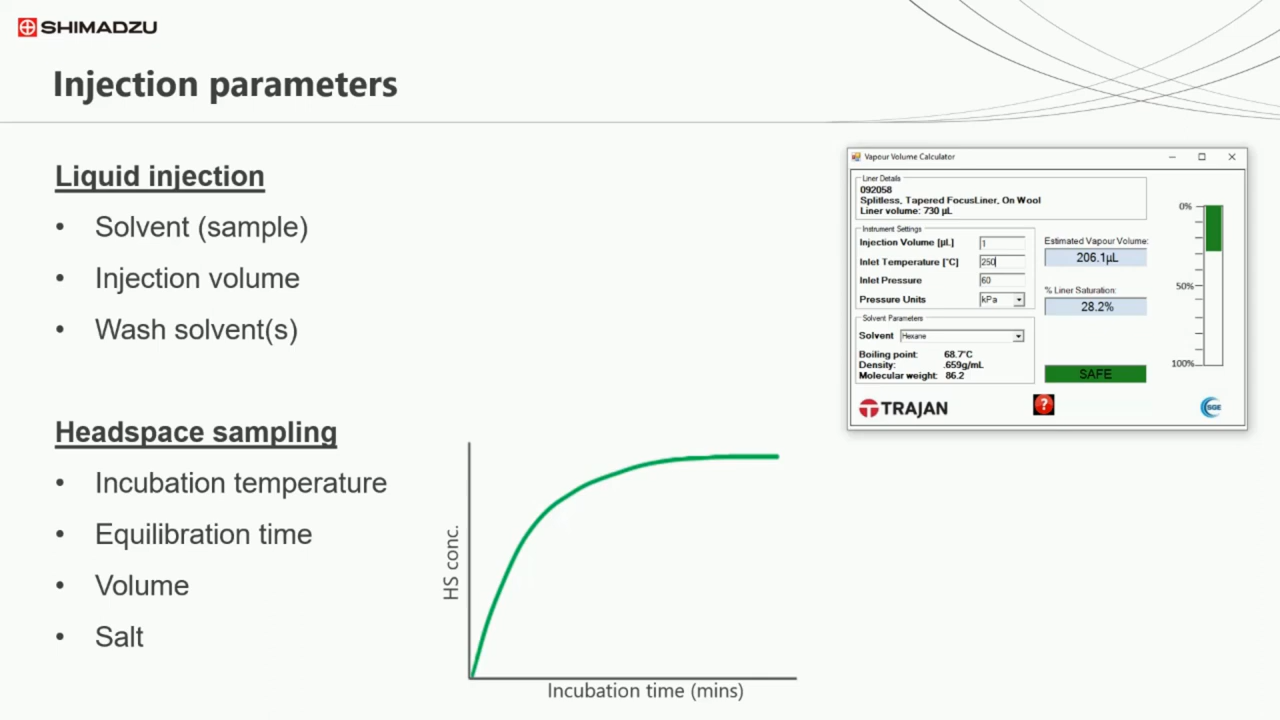 SHIMADZU
Injection parameters
Liquid injection
• Solvent (sample)
• Injection volume
• Wash solvent(s)
Headspace sampling
• Incubation temperature
• Equilibration time
• Volume
• Salt
HS conc.
Incubation time (mins)
Vapour Volume Calculator
Liner Details
092058
Splitless, Tapered FocusLiner, On Wool
Liner volume: 730 µL
Instrument Settings
Injection Volume [µL] 1
Inlet Temperature [°C] 250
Inlet Pressure 60
Pressure Units kPa
Solvent Parameters
Solvent Hexane
Boiling point: 68.7°C
Density: .659g/mL
Molecular weight: 86.2
Estimated Vapour Volume:
206.1µL
% Liner Saturation:
28.2%
SAFE
0%
50%
100%
TRAJAN
?
SGE